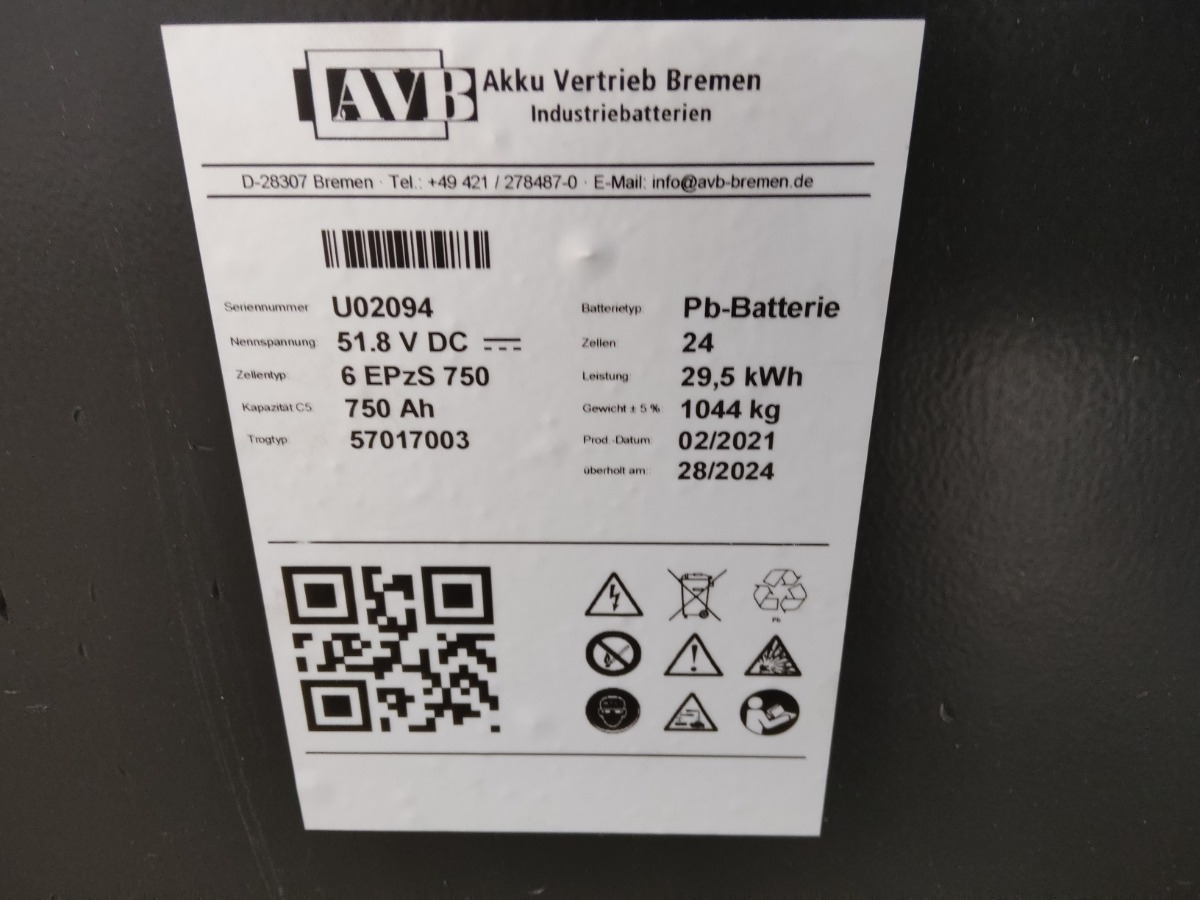 AVB Akku Vertrieb Bremen
Industriebatterien
D-28307 Bremen · Tel.: +49 421 / 278487-0 · E-Mail: info@avb-bremen.de
Seriennummer U02094 Batterietyp Pb-Batterie
Nennspannung 51.8 V DC Zellen: 24
Zellentyp: 6 EPzS 750 Leistung: 29,5 kWh
Kapazität C5: 750 Ah Gewicht ± 5 % 1044 kg
Trogtyp: 57017003 Prod.-Datum: 02/2021
überholt am: 28/2024
Pb